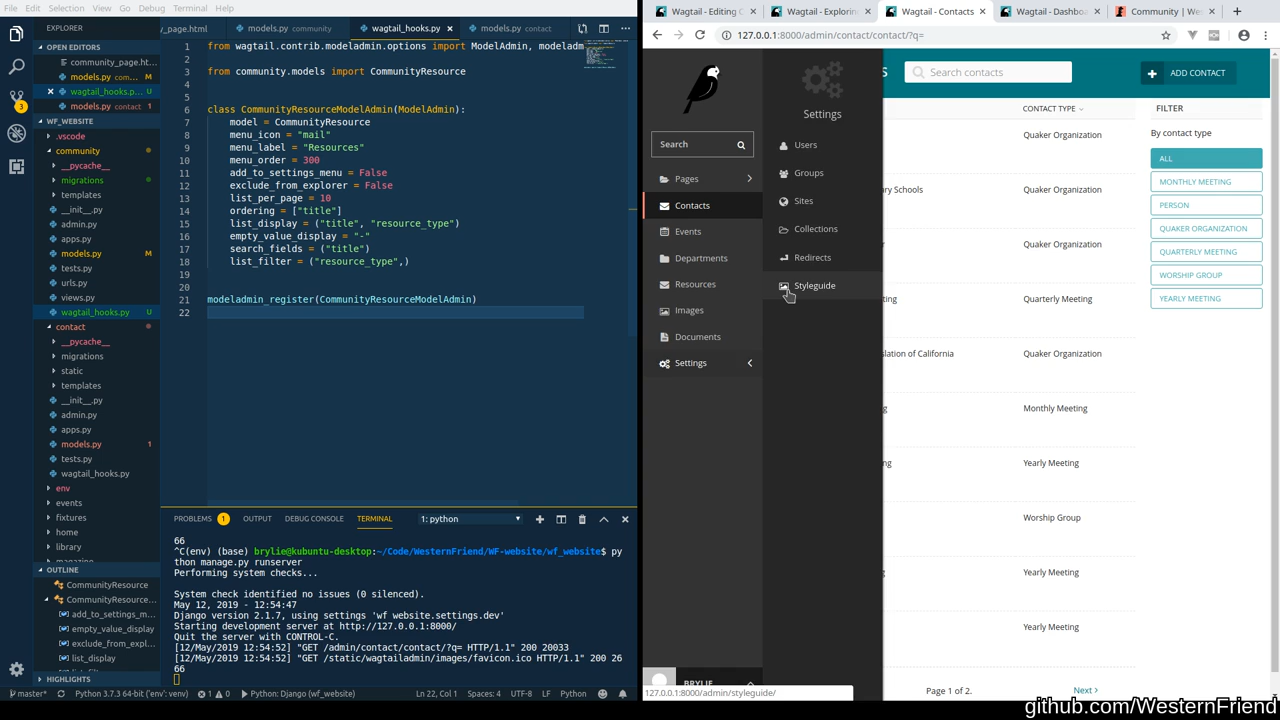 File Edit Selection View Go Debug Terminal Help
EXPLORER
OPEN EDITORS
community_page.ht...
models.py com... M
wagtail_hooks.p... U
models.py contact 1
WF_WEBSITE
.vscode
community
__pycache__
migrations
templates
__init__.py
admin.py
apps.py
models.py M
tests.py
urls.py
views.py
wagtail_hooks.py U
contact
__pycache__
migrations
static
templates
__init__.py
admin.py
apps.py
models.py 1
tests.py
wagtail_hooks.py
env
events
fixtures
home
library
magazine
OUTLINE
CommunityResource
CommunityResource...
add_to_settings_m...
empty_value_display
exclude_from_expl...
list_display
HIGHLIGHTS
_page.html models.py community wagtail_hooks.py models.py contact
1 from wagtail.contrib.modeladmin.options import ModelAdmin, modeladm
2
3 from community.models import CommunityResource
4
5
6 class CommunityResourceModelAdmin(ModelAdmin):
7 model = CommunityResource
8 menu_icon = "mail"
9 menu_label = "Resources"
10 menu_order = 300
11 add_to_settings_menu = False
12 exclude_from_explorer = False
13 list_per_page = 10
14 ordering = ["title"]
15 list_display = ("title", "resource_type")
16 empty_value_display = "-"
17 search_fields = ("title")
18 list_filter = ("resource_type",)
19
20
21 modeladmin_register(CommunityResourceModelAdmin)
22
PROBLEMS 1 OUTPUT DEBUG CONSOLE TERMINAL 1: python
66
^C(env) (base) brylie@kubuntu-desktop:~/Code/WesternFriend/WF-website/wf_website$ py
thon manage.py runserver
Performing system checks...
System check identified no issues (0 silenced).
May 12, 2019 - 12:54:47
Django version 2.1.7, using settings 'wf_website.settings.dev'
Starting development server at http://127.0.0.1:8000/
Quit the server with CONTROL-C.
[12/May/2019 12:54:52] "GET /admin/contact/contact/?q= HTTP/1.1" 200 20033
[12/May/2019 12:54:52] "GET /static/wagtailadmin/images/favicon.ico HTTP/1.1" 200 26
66
master* Python 3.7.3 64-bit ('env': venv) 0 1 Python: Django (wf_website) Ln 22, Col 1 Spaces: 4 UTF-8 LF Python
Wagtail - Editing C Wagtail - Explorin Wagtail - Contacts Wagtail - Dashboa Community | Wes
127.0.0.1:8000/admin/contact/contact/?q=
S Search contacts ADD CONTACT
Search
Pages
Contacts
Events
Departments
Resources
Images
Documents
Settings
BRYLIE
Settings
Users
Groups
Sites
Collections
Redirects
Styleguide
127.0.0.1:8000/admin/styleguide/
CONTACT TYPE
Quaker Organization
ary Schools Quaker Organization
Quaker Organization
ting Quarterly Meeting
slation of California Quaker Organization
g Monthly Meeting
ng Yearly Meeting
Worship Group
Yearly Meeting
Yearly Meeting
Page 1 of 2. Next
FILTER
By contact type
ALL
MONTHLY MEETING
PERSON
QUAKER ORGANIZATION
QUARTERLY MEETING
WORSHIP GROUP
YEARLY MEETING
github.com/WesternFriend